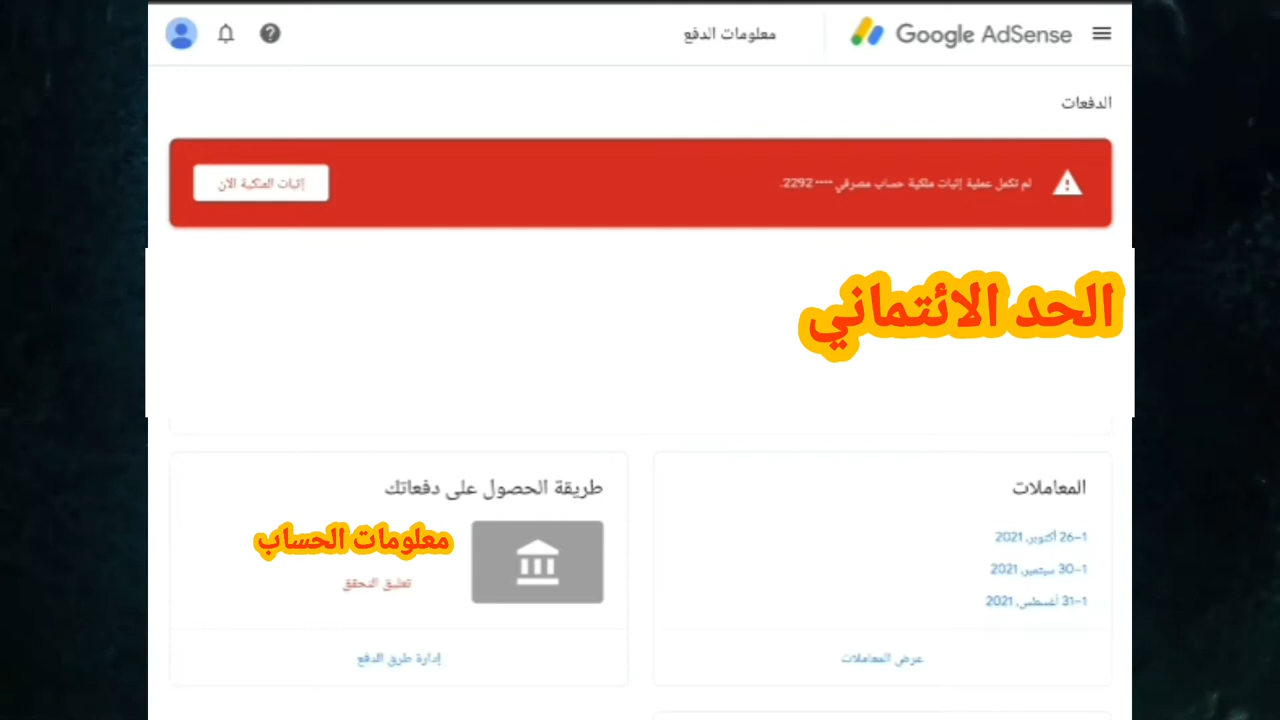 Google AdSense
معلومات الدفع
الدفعات
لم تكمل عملية إثبات ملكية حساب مصرفي •••• 2292.
إثبات الملكية الآن
الحد الائتماني
المعاملات
1–26 أكتوبر، 2021
1–30 سبتمبر، 2021
1–31 أغسطس، 2021
عرض المعاملات
طريقة الحصول على دفعاتك
معلومات الحساب
تعليق التحقق
إدارة طرق الدفع